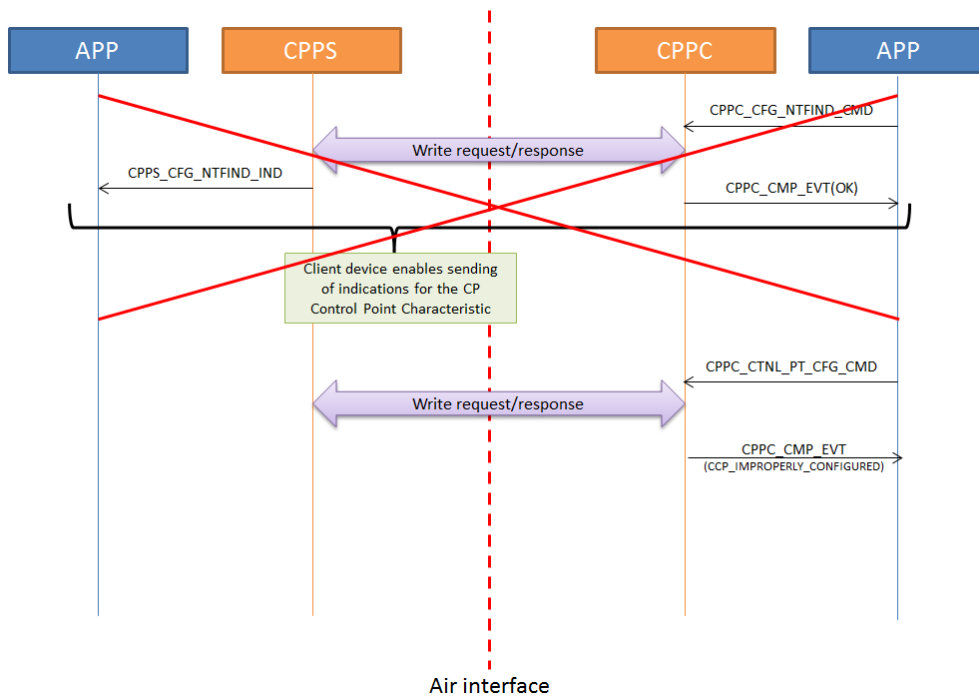 APP
CPPS
CPPC
APP
CPPC_CFG_NTFIND_CMD
Write request/response
CPPS_CFG_NTFIND_IND
CPPC_CMP_EVT(OK)
Client device enables sending
of indications for the CP
Control Point Characteristic
CPPC_CTNL_PT_CFG_CMD
Write request/response
CPPC_CMP_EVT
(CCP_IMPROPERLY_CONFIGURED)
Air interface